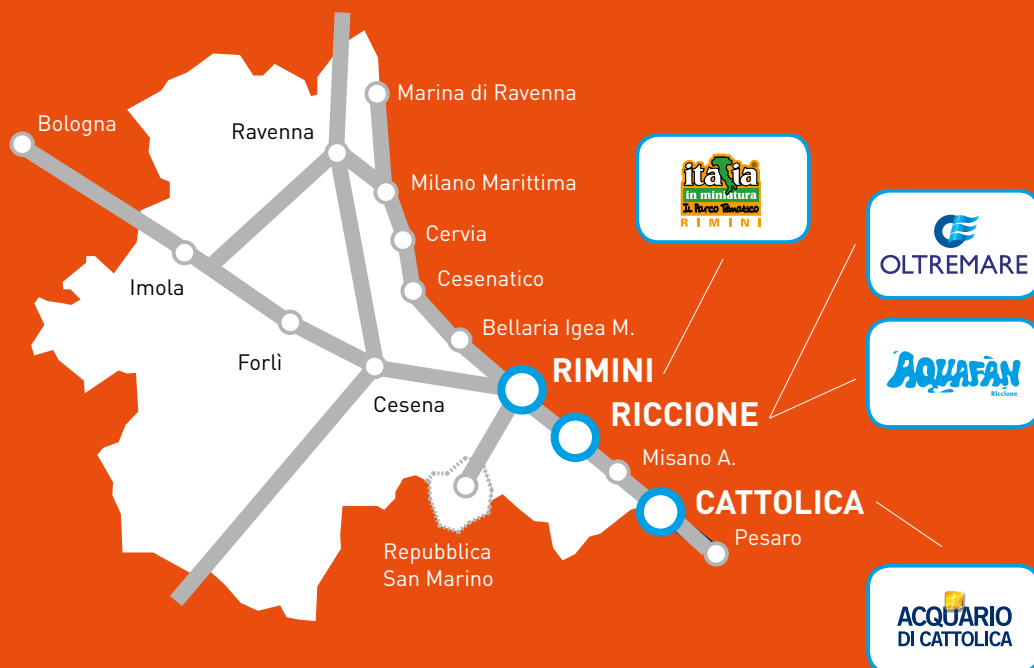 Marina di Ravenna
Bologna
Ravenna
Milano Marittima
italia
in miniatura
Il Parco Tematico
RIMINI
Cervia
OLTREMARE
Cesenatico
Imola
Bellaria Igea M.
Forlì
RIMINI
AQUAFÀN
Riccione
Cesena
RICCIONE
Misano A.
CATTOLICA
Pesaro
Repubblica
San Marino
ACQUARIO
DI CATTOLICA